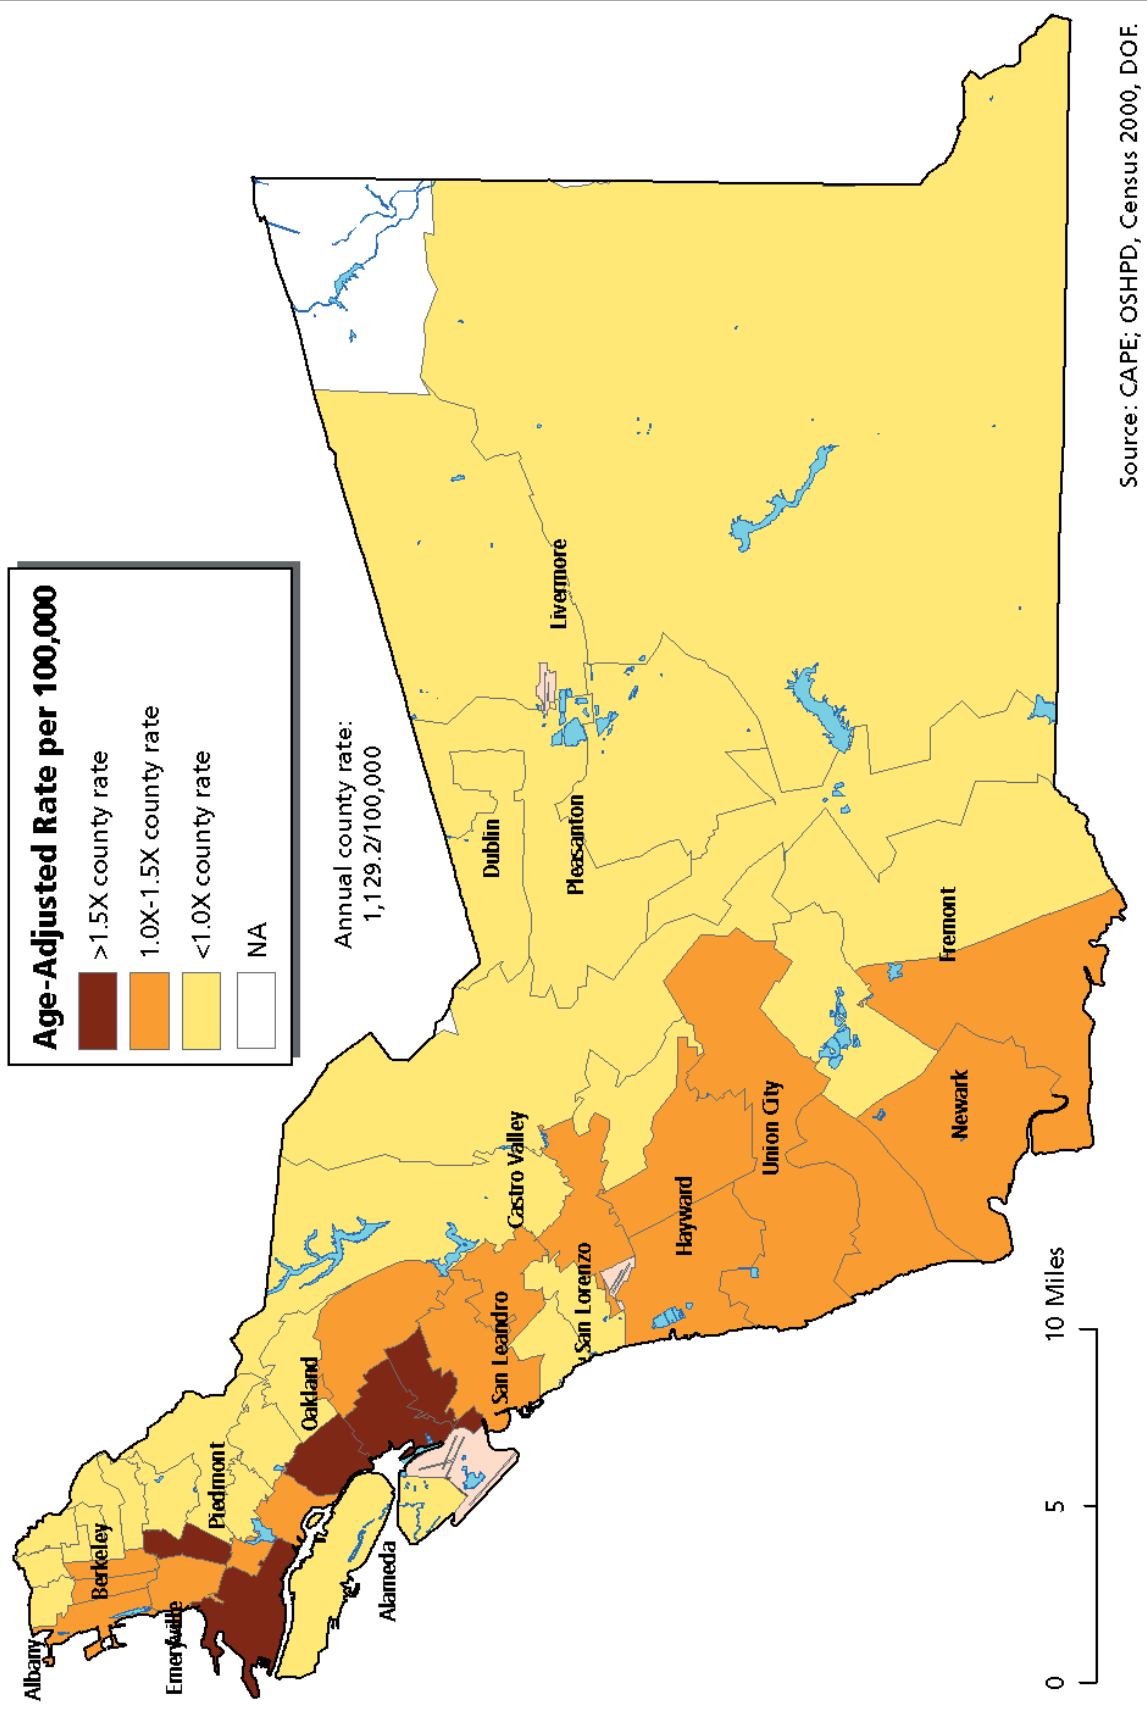 Age-Adjusted Rate per 100,000
>1.5X county rate
1.0X-1.5X county rate
<1.0X county rate
NA
Annual county rate:
1,129.2/100,000
Albany
Berkeley
Emeryville
Piedmont
Oakland
Alameda
San Leandro
Castro Valley
San Lorenzo
Hayward
Union City
Newark
Fremont
Dublin
Pleasanton
Livermore
0 5 10 Miles
Source: CAPE; OSHPD, Census 2000, DOF.